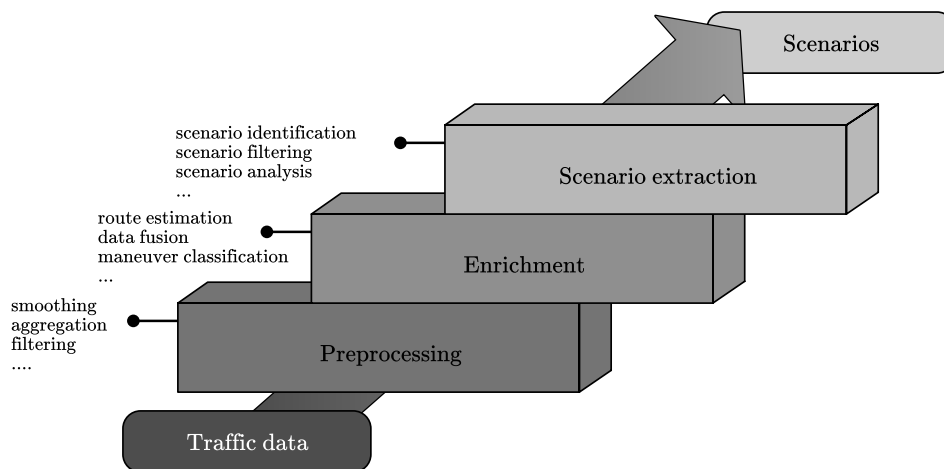 Scenarios
scenario identification
scenario filtering
scenario analysis
...
Scenario extraction
route estimation
data fusion
maneuver classification
...
Enrichment
smoothing
aggregation
filtering
....
Preprocessing
Traffic data